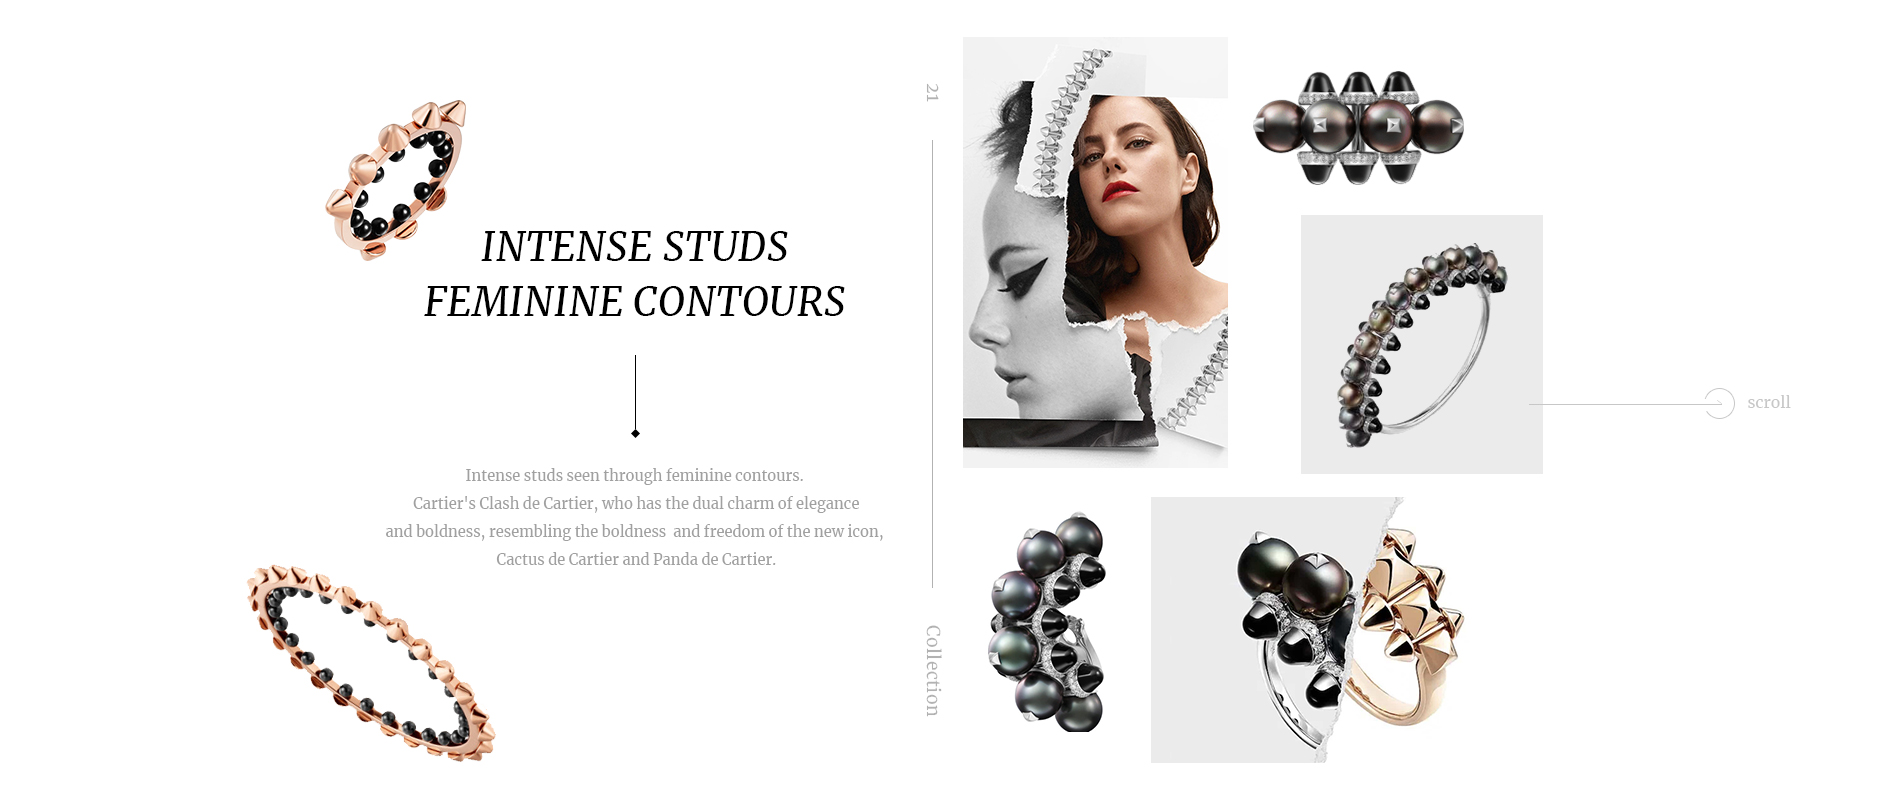 INTENSE STUDS
FEMININE CONTOURS
Intense studs seen through feminine contours.
Cartier's Clash de Cartier, who has the dual charm of elegance
and boldness, resembling the boldness  and freedom of the new icon,
Cactus de Cartier and Panda de Cartier.
21
Collection
scroll